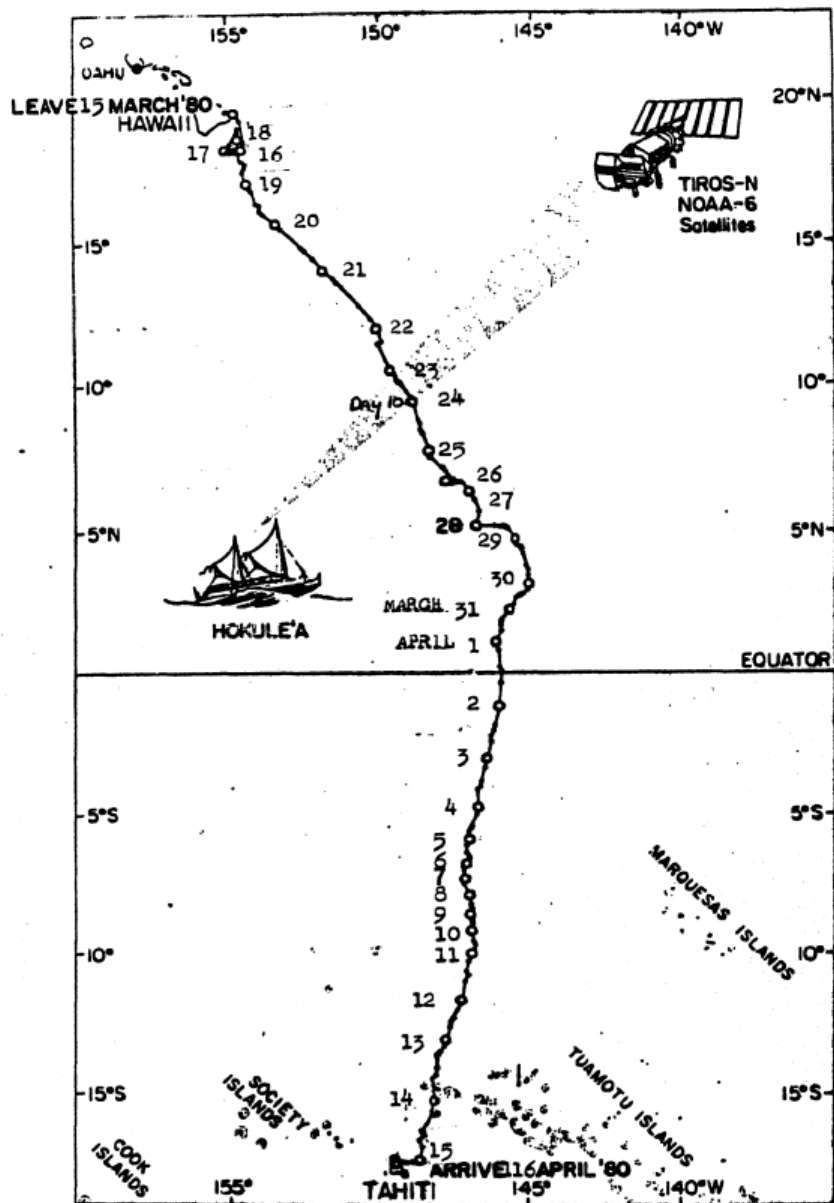 155°
150°
145°
140°W
OAHU
LEAVE 15 MARCH '80
HAWAII
20°N
18
17
16
19
TIROS-N
NOAA-6
Satellites
20
15°
15°
21
22
23
10°
10°
Day 10
24
25
26
27
5°N
28
29
5°N
30
MARCH 31
HOKULE'A
APRIL 1
EQUATOR
2
3
4
5°S
5°S
5
6
7
8
9
10
11
10°
10°
MARQUESAS ISLANDS
12
13
15°S
14
15°S
SOCIETY
ISLANDS
TUAMOTU ISLANDS
COOK
ISLANDS
15
ARRIVE 116 APRIL '80
TAHITI
155°
145°
140°W